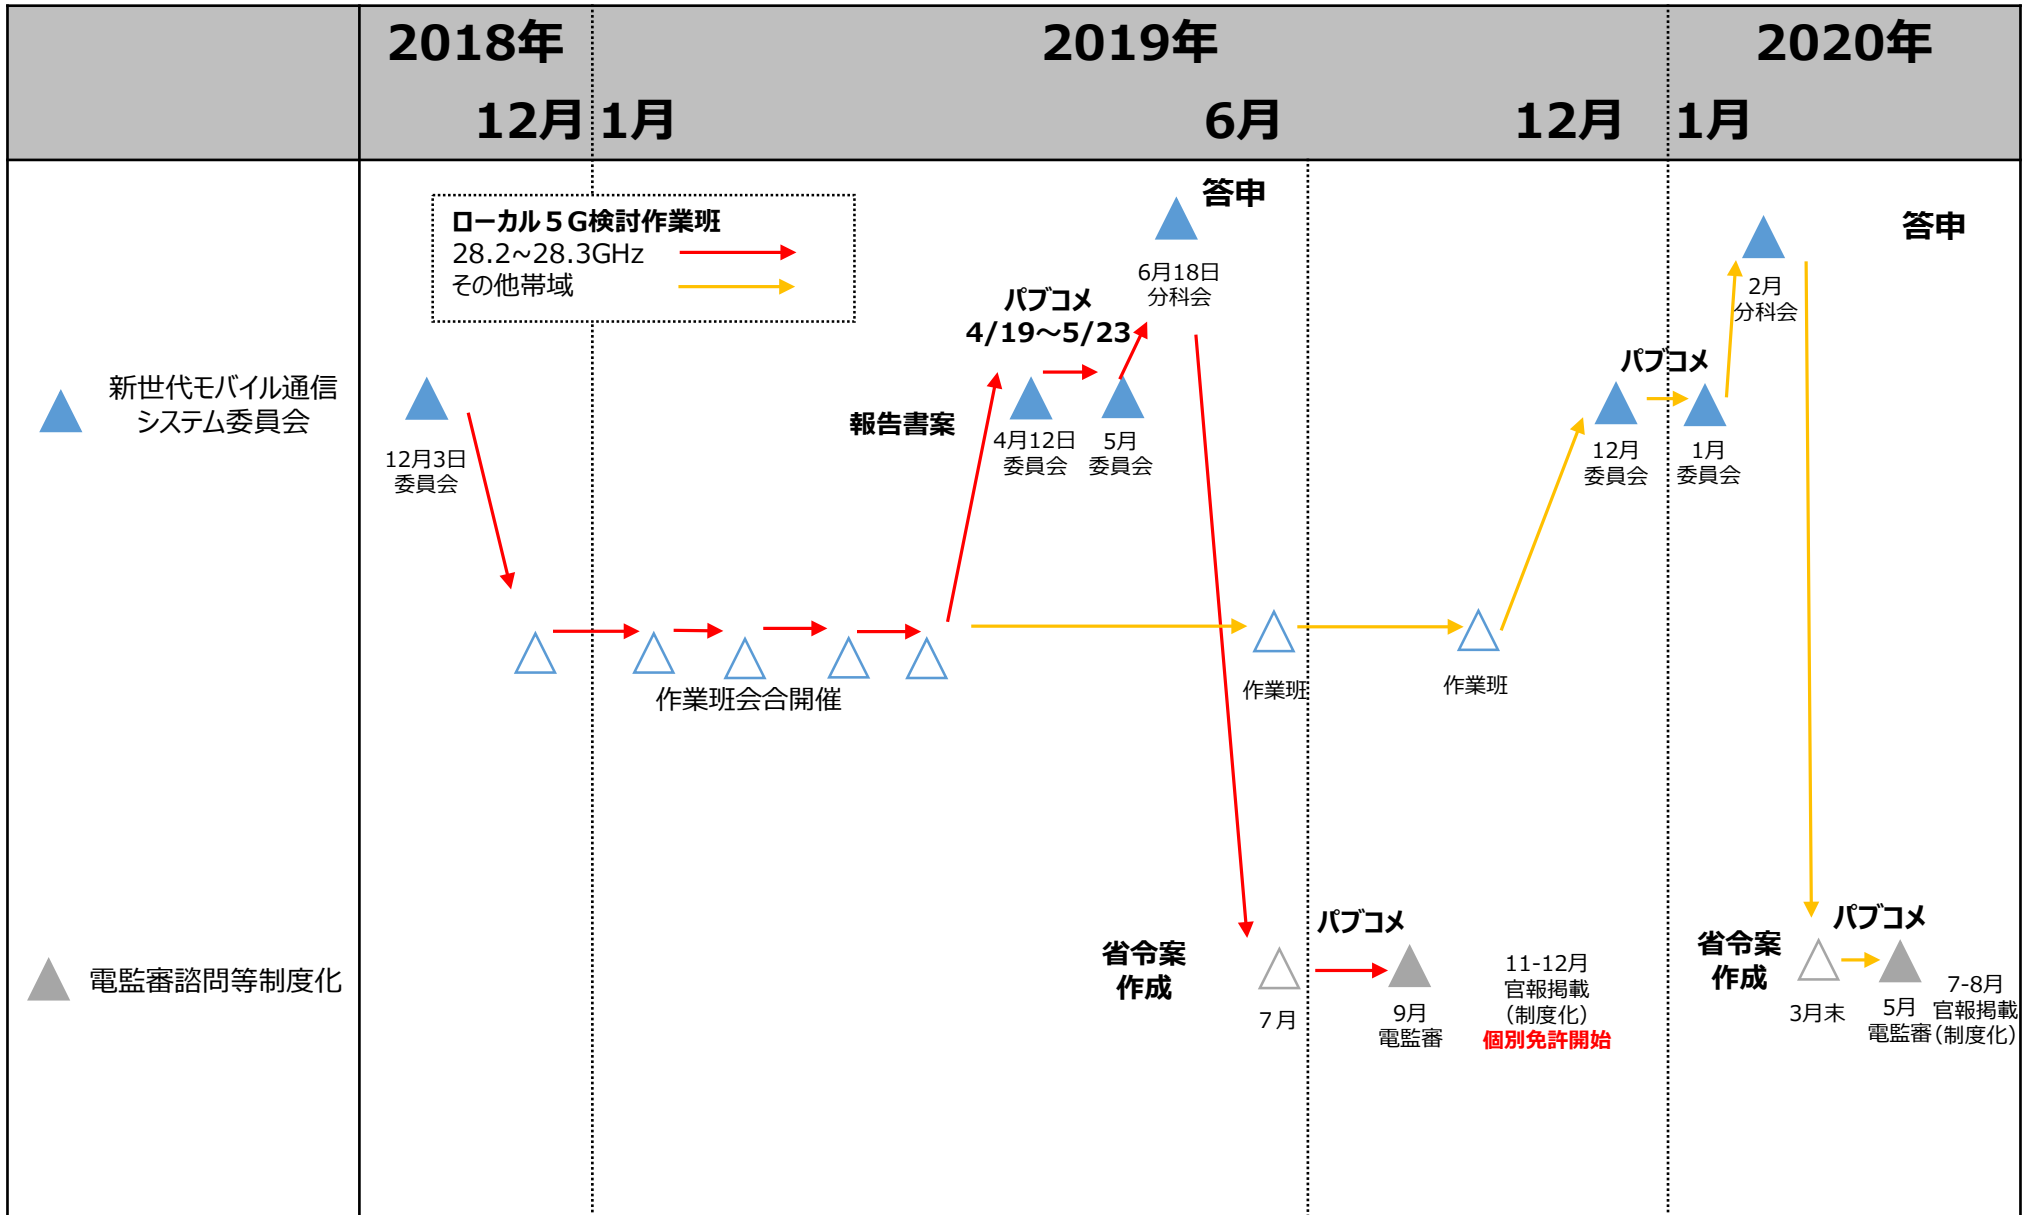 2018年
2019年
2020年
12月
1月
6月
12月
1月
ローカル５G検討作業班
28.2~28.3GHz
その他帯域
新世代モバイル通信
システム委員会
12月3日
委員会
報告書案
パブコメ
4/19～5/23
4月12日
委員会
5月
委員会
答申
6月18日
分科会
パブコメ
12月
委員会
1月
委員会
答申
2月
分科会
作業班会合開催
作業班
作業班
電監審諮問等制度化
省令案
作成
７月
パブコメ
9月
電監審
11-12月
官報掲載
（制度化）
個別免許開始
省令案
作成
3月末
パブコメ
5月
電監審
7-8月
官報掲載
（制度化）